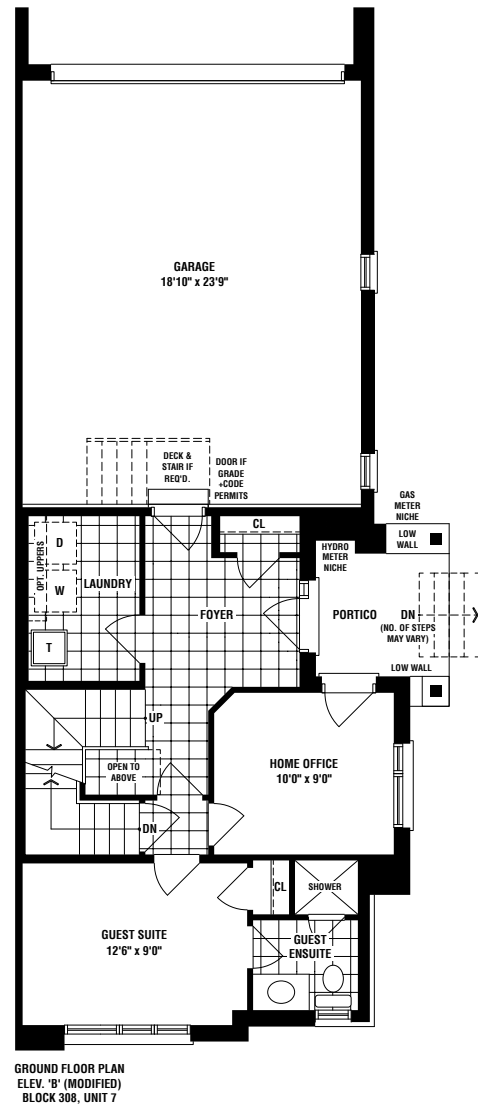 GARAGE
18'10" x 23'9"
DECK &
STAIR IF
REQ'D.
DOOR IF
GRADE
+CODE
PERMITS
GAS
METER
NICHE
LOW
WALL
CL
HYDRO
METER
NICHE
OPT. UPPERS
D
W
T
LAUNDRY
FOYER
PORTICO
DN
(NO. OF STEPS
MAY VARY)
LOW WALL
UP
OPEN TO
ABOVE
HOME OFFICE
10'0" x 9'0"
DN
CL
SHOWER
GUEST SUITE
12'6" x 9'0"
GUEST
ENSUITE
GROUND FLOOR PLAN
ELEV. 'B' (MODIFIED)
BLOCK 308, UNIT 7